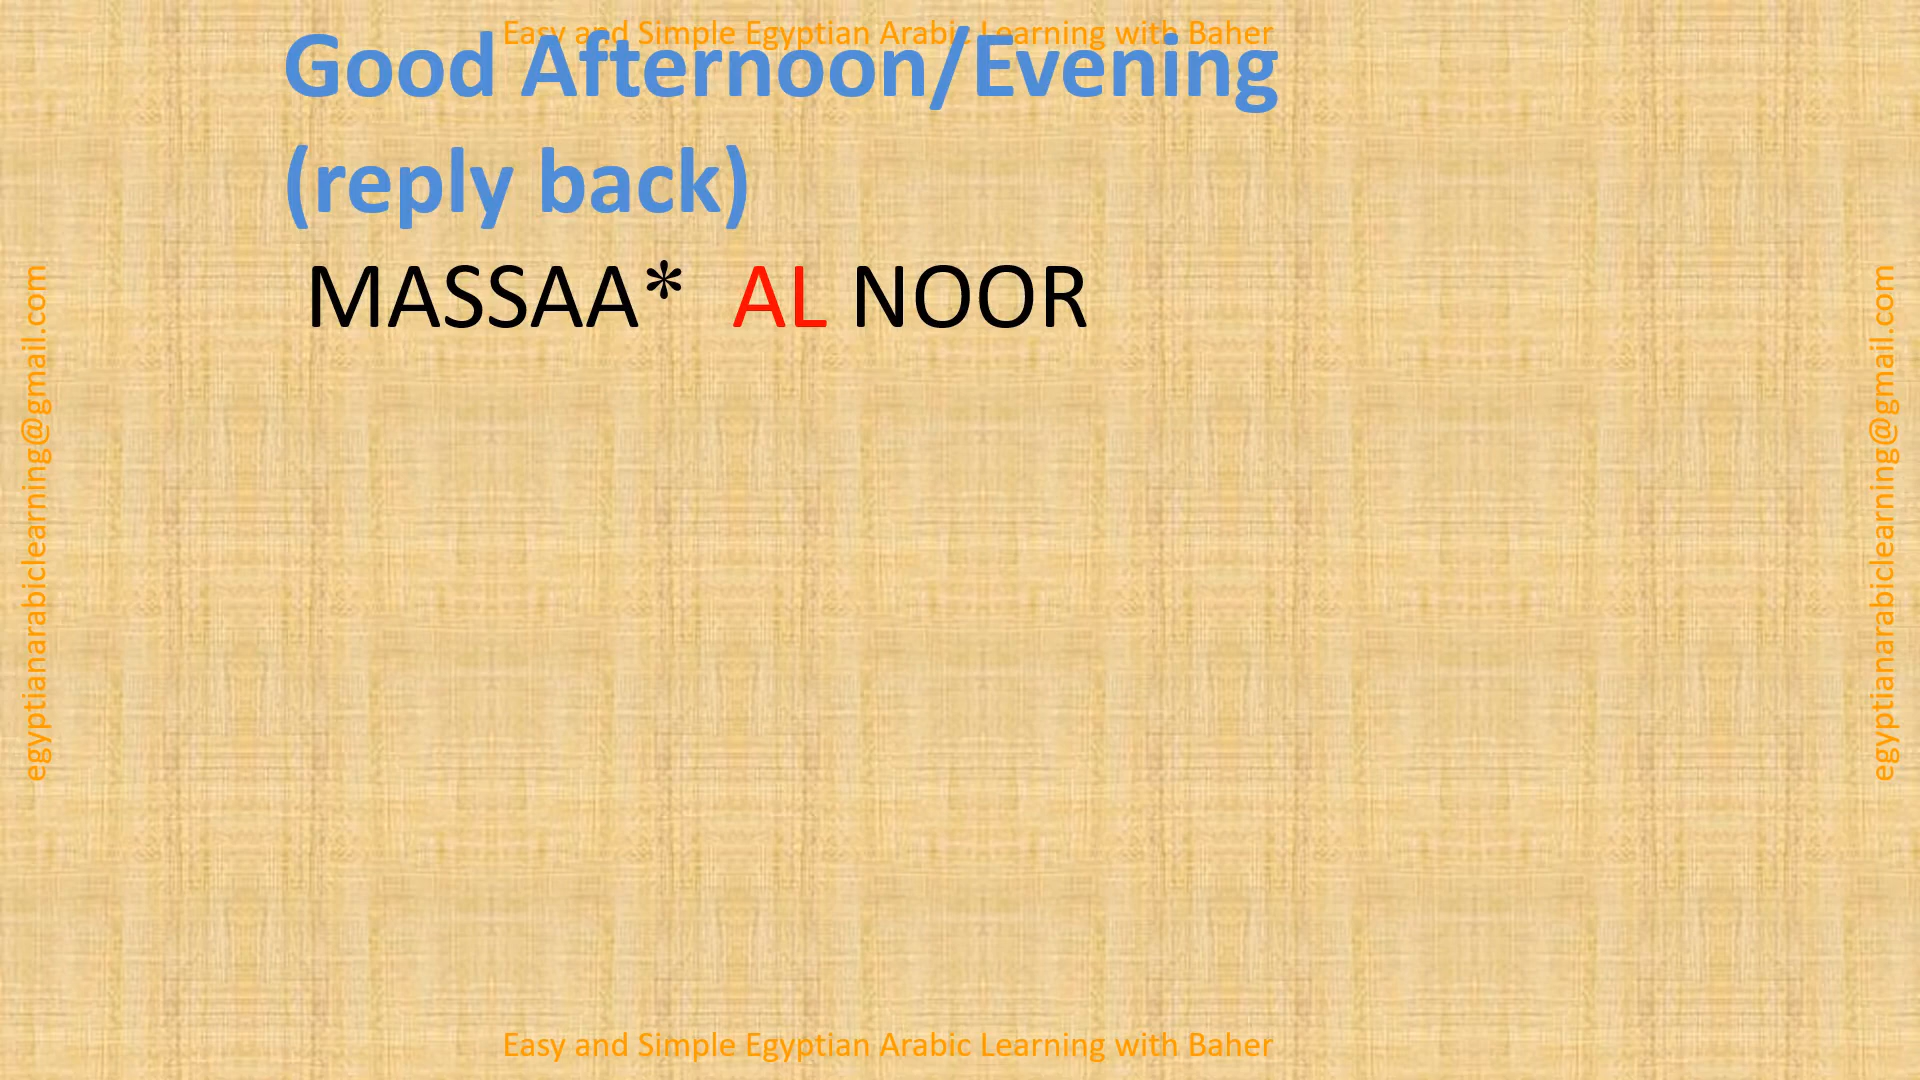 Easy and Simple Egyptian Arabic Learning with Baher
Good Afternoon/Evening
(reply back)
MASSAA* AL NOOR
egyptianarabiclearning@gmail.com
egyptianarabiclearning@gmail.com
Easy and Simple Egyptian Arabic Learning with Baher